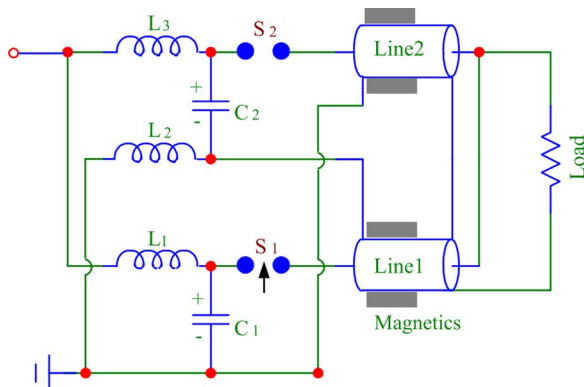 L3
S2
Line2
+
-
C2
L2
Load
L1
S1
Line1
+
-
C1
Magnetics